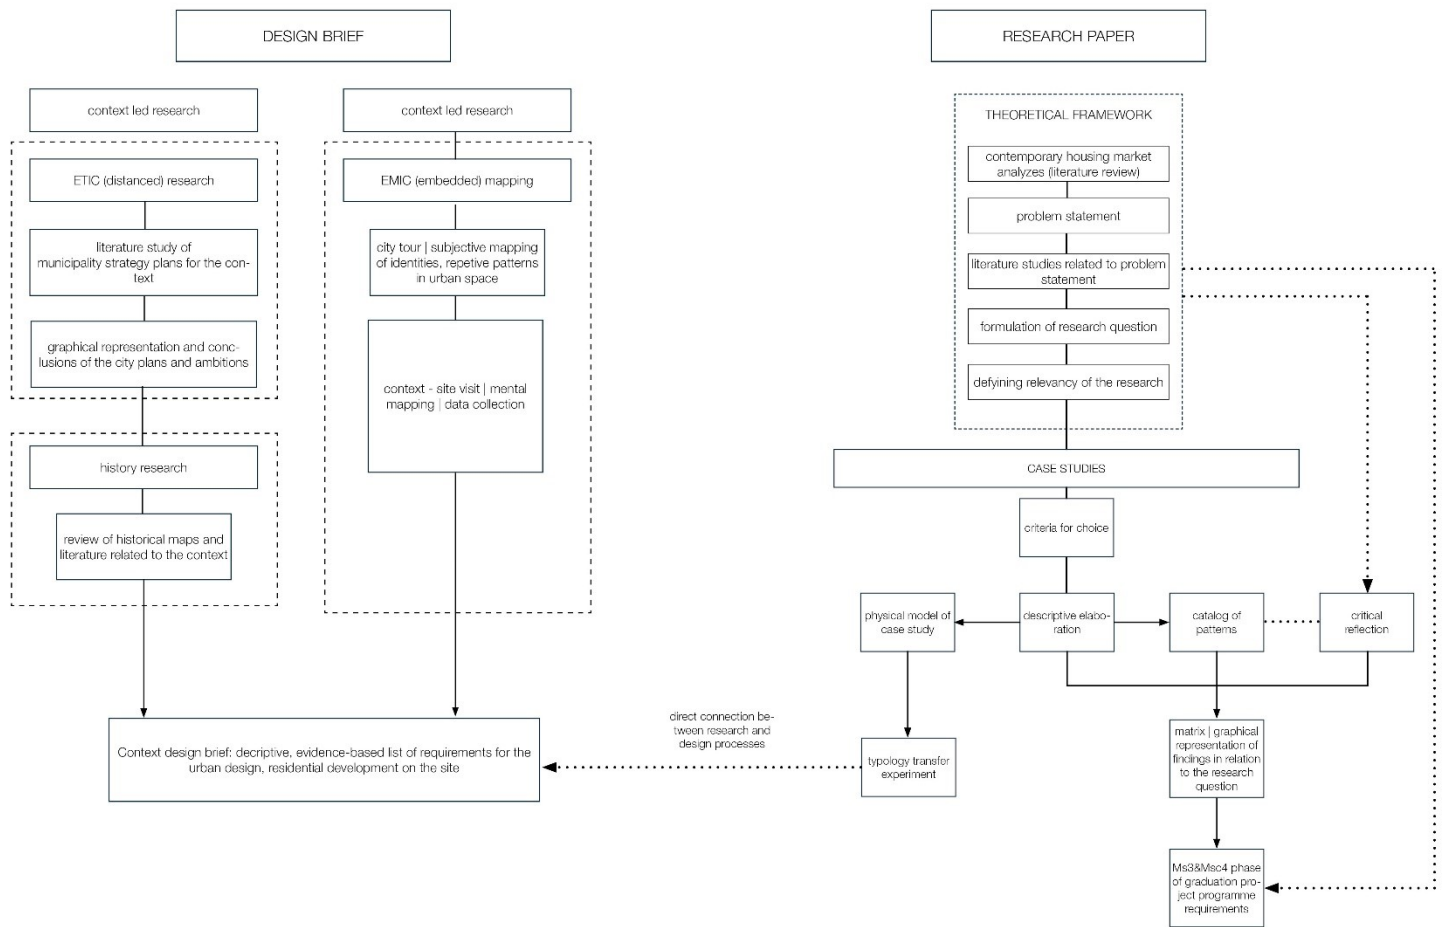 DESIGN BRIEF
context led research
ETIC (distanced) research
literature study of
municipality strategy plans for the con-
text
graphical representation and conc-
lusions of the city plans and ambitions
history research
review of historical maps and
literature related to the context
context led research
EMIC (embedded) mapping
city tour | subjective mapping
of identities, repetive patterns
in urban space
context - site visit | mental
mapping | data collection
Context design brief: decriptive, evidence-based list of requirements for the
urban design, residential development on the site
direct connection be-
tween research and
design processes
RESEARCH PAPER
THEORETICAL FRAMEWORK
contemporary housing market
analyzes (literature review)
problem statement
literature studies related to problem
statement
formulation of research question
defyining relevancy of the research
CASE STUDIES
criteria for choice
physical model of
case study
descriptive elabo-
ration
catalog of
patterns
critical
reflection
typology transfer
experiment
matrix | graphical
representation of
findings in relation
to the research
question
Ms3&Msc4 phase
of graduation pro-
ject programme
requirements